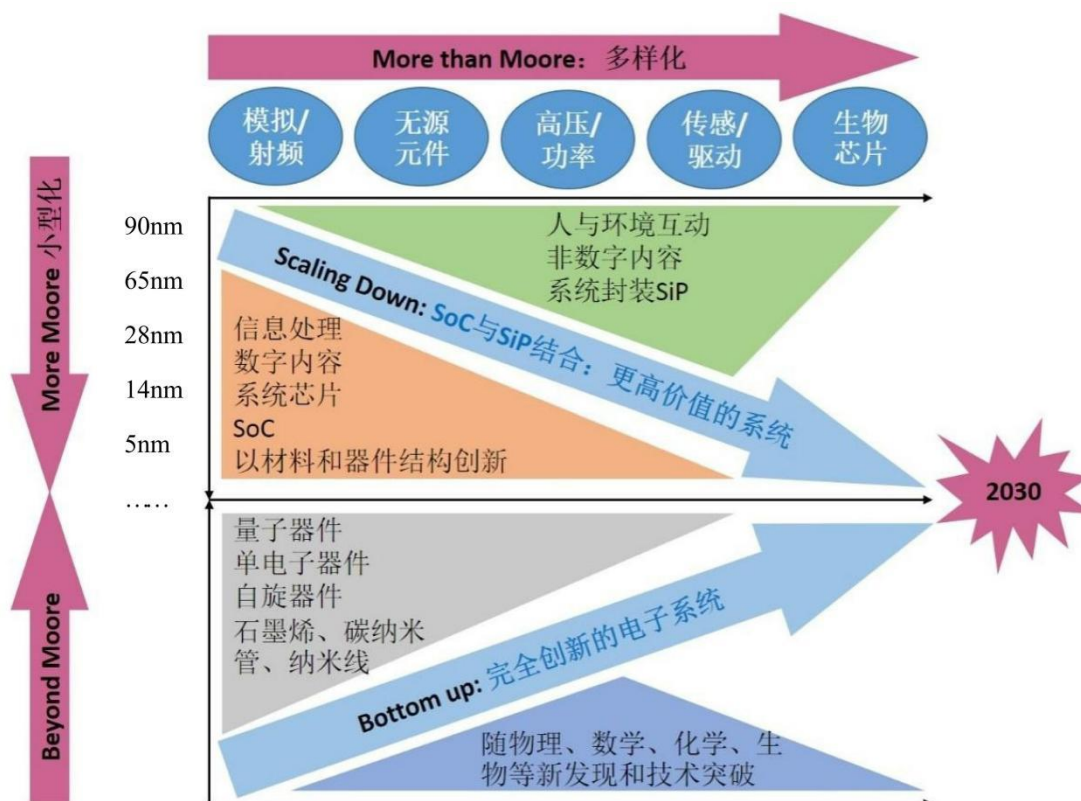 More than Moore：多样化
模拟/
射频
无源
元件
高压/
功率
传感/
驱动
生物
芯片
More Moore 小型化
90nm
65nm
28nm
14nm
5nm
……
人与环境互动
非数字内容
系统封装SiP
Scaling Down: SoC与SiP结合：更高价值的系统
信息处理
数字内容
系统芯片
SoC
以材料和器件结构创新
2030
Beyond Moore
量子器件
单电子器件
自旋器件
石墨烯、碳纳米
管、纳米线
Bottom up: 完全创新的电子系统
随物理、数学、化学、生
物等新发现和技术突破